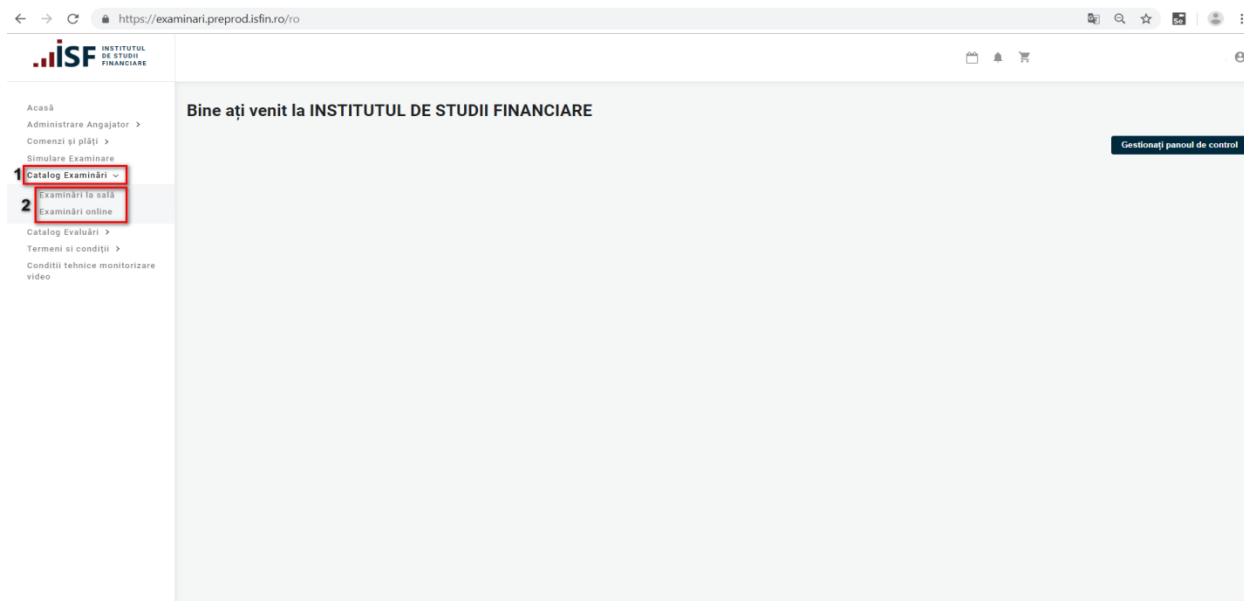 https://examinari.preprod.isfin.ro/ro
Se
ISF
INSTITUTUL
DE STUDII
FINANCIARE
Acasă
Administrare Angajator >
Comenzi și plăți >
Simulare Examinare
1 Catalog Examinări
2
Examinări la sală
Examinări online
Catalog Evaluări >
Termeni si condiții >
Conditii tehnice monitorizare
video
Bine ați venit la INSTITUTUL DE STUDII FINANCIARE
Gestionați panoul de control